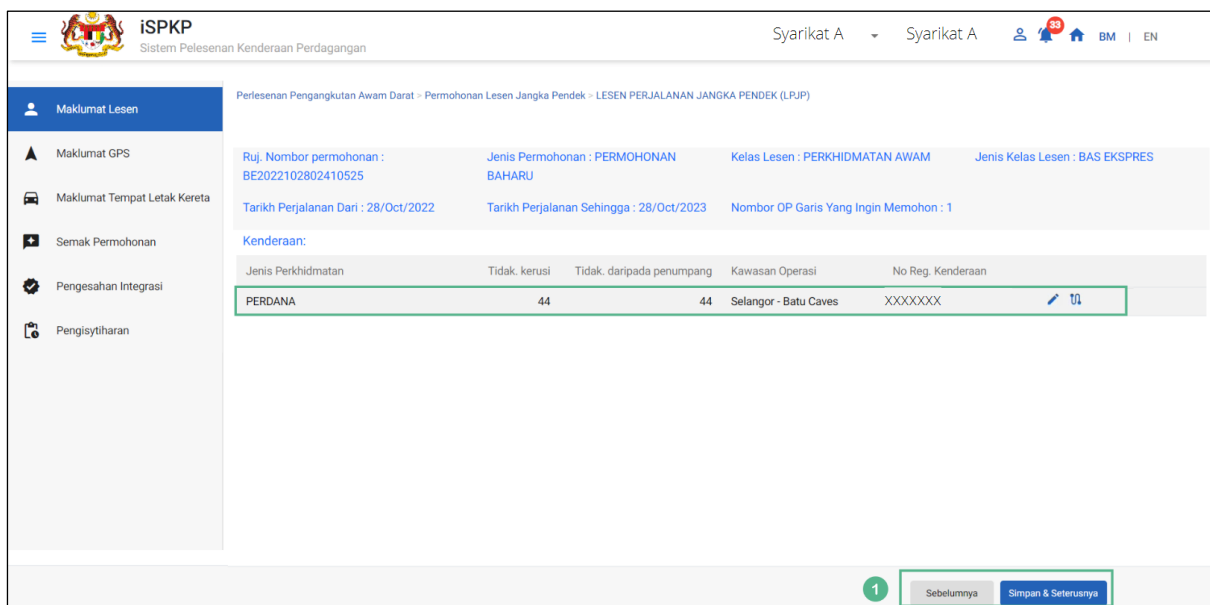 iSPKP
Sistem Pelesenan Kenderaan Perdagangan
Syarikat A
Syarikat A
33
BM | EN
Maklumat Lesen
Maklumat GPS
Maklumat Tempat Letak Kereta
Semak Permohonan
Pengesahan Integrasi
Pengisytiharan
Perlesenan Pengangkutan Awam Darat > Permohonan Lesen Jangka Pendek > LESEN PERJALANAN JANGKA PENDEK (LPJP)
Ruj. Nombor permohonan :
BE2022102802410525
Jenis Permohonan : PERMOHONAN
BAHARU
Kelas Lesen : PERKHIDMATAN AWAM
Jenis Kelas Lesen : BAS EKSPRES
Tarikh Perjalanan Dari : 28/Oct/2022
Tarikh Perjalanan Sehingga : 28/Oct/2023
Nombor OP Garis Yang Ingin Memohon : 1
Kenderaan:
Jenis Perkhidmatan Tidak. kerusi Tidak. daripada penumpang Kawasan Operasi No Reg. Kenderaan
PERDANA 44 44 Selangor - Batu Caves XXXXXXX
1
Sebelumnya
Simpan & Seterusnya